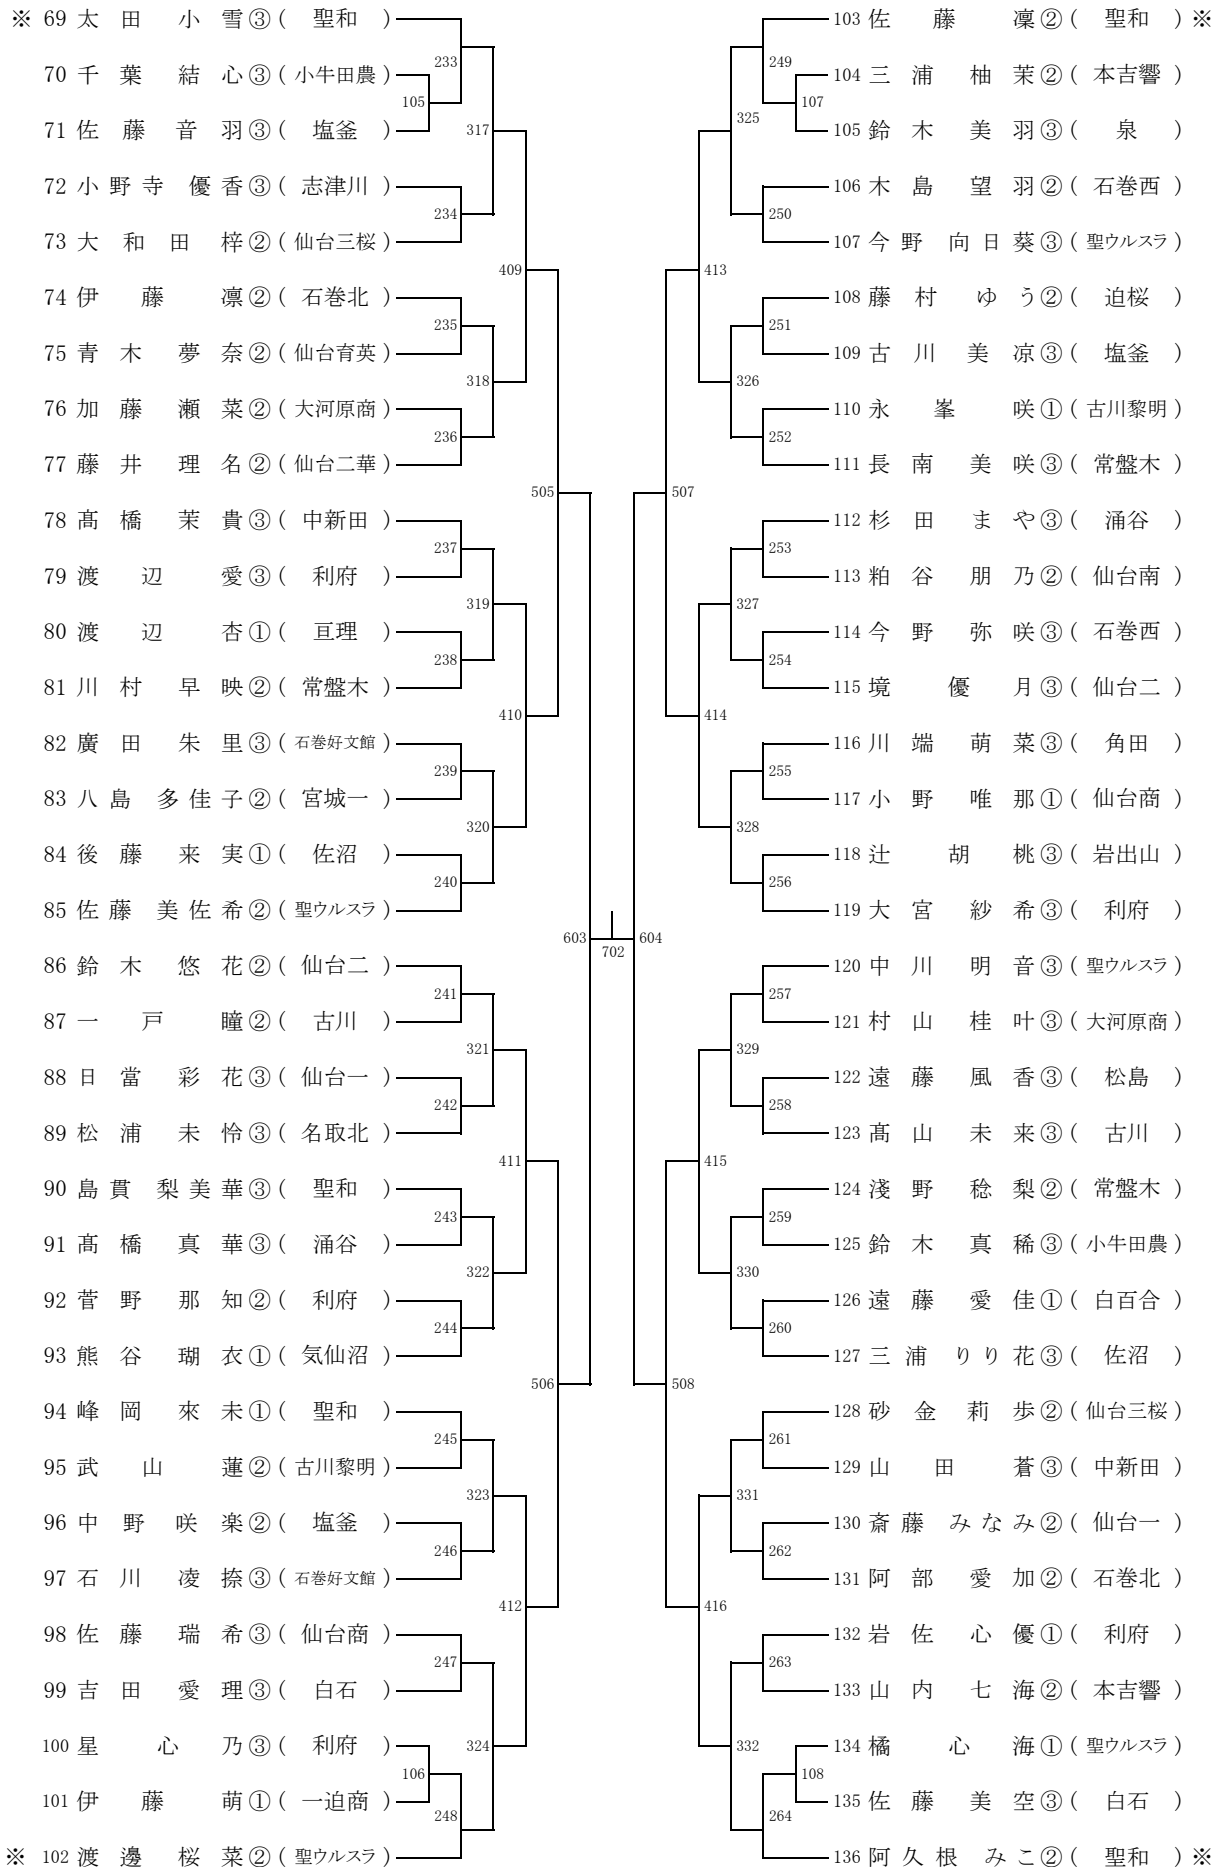 ※ 69 太田 小雪③(聖和)
233
70 千葉 結心③(小牛田農)
105
71 佐藤 音羽③(塩釜)
317
72 小野寺 優香③(志津川)
234
73 大和田 梓②(仙台三桜)
409
74 伊藤 凛②(石巻北)
235
75 青木 夢奈②(仙台育英)
318
76 加藤 瀬菜②(大河原商)
236
77 藤井 理名②(仙台二華)
505
78 髙橋 茉貴③(中新田)
237
79 渡辺 愛③(利府)
319
80 渡辺 杏①(亘理)
238
81 川村 早映②(常盤木)
410
82 廣田 朱里③(石巻好文館)
239
83 八島 多佳子②(宮城一)
320
84 後藤 来実①(佐沼)
240
85 佐藤 美佐希②(聖ウルスラ)
603
86 鈴木 悠花②(仙台二)
241
87 一戸 瞳②(古川)
321
88 日當 彩花③(仙台一)
242
89 松浦 未怜③(名取北)
411
90 島貫 梨美華③(聖和)
243
91 髙橋 真華③(涌谷)
322
92 菅野 那知②(利府)
244
93 熊谷 瑚衣①(気仙沼)
506
94 峰岡 來未①(聖和)
245
95 武山 蓮②(古川黎明)
323
96 中野 咲楽②(塩釜)
246
97 石川 凌捺③(石巻好文館)
412
98 佐藤 瑞希③(仙台商)
247
99 吉田 愛理③(白石)
100 星 心乃③(利府)
324
106
101 伊藤 萌①(一迫商)
248
※ 102 渡邊 桜菜②(聖ウルスラ)
702
103 佐藤 凛②(聖和)※
249
104 三浦 柚茉②(本吉響)
107
325
105 鈴木 美羽③(泉)
106 木島 望羽②(石巻西)
250
107 今野 向日葵③(聖ウルスラ)
413
108 藤村 ゆう②(迫桜)
251
109 古川 美凉③(塩釜)
326
110 永峯 咲①(古川黎明)
252
111 長南 美咲③(常盤木)
507
112 杉田 まや③(涌谷)
253
113 粕谷 朋乃②(仙台南)
327
114 今野 弥咲③(石巻西)
254
115 境 優月③(仙台二)
414
116 川端 萌菜③(角田)
255
117 小野 唯那①(仙台商)
328
118 辻 胡桃③(岩出山)
256
119 大宮 紗希③(利府)
604
120 中川 明音③(聖ウルスラ)
257
121 村山 桂叶③(大河原商)
329
122 遠藤 風香③(松島)
258
123 髙山 未来③(古川)
415
124 淺野 稔梨②(常盤木)
259
125 鈴木 真稀③(小牛田農)
330
126 遠藤 愛佳①(白百合)
260
127 三浦 りり花③(佐沼)
508
128 砂金 莉歩②(仙台三桜)
261
129 山田 蒼③(中新田)
331
130 斎藤 みなみ②(仙台一)
262
131 阿部 愛加②(石巻北)
416
132 岩佐 心優①(利府)
263
133 山内 七海②(本吉響)
332
134 橘 心海①(聖ウルスラ)
108
135 佐藤 美空③(白石)
264
136 阿久根 みこ②(聖和)※